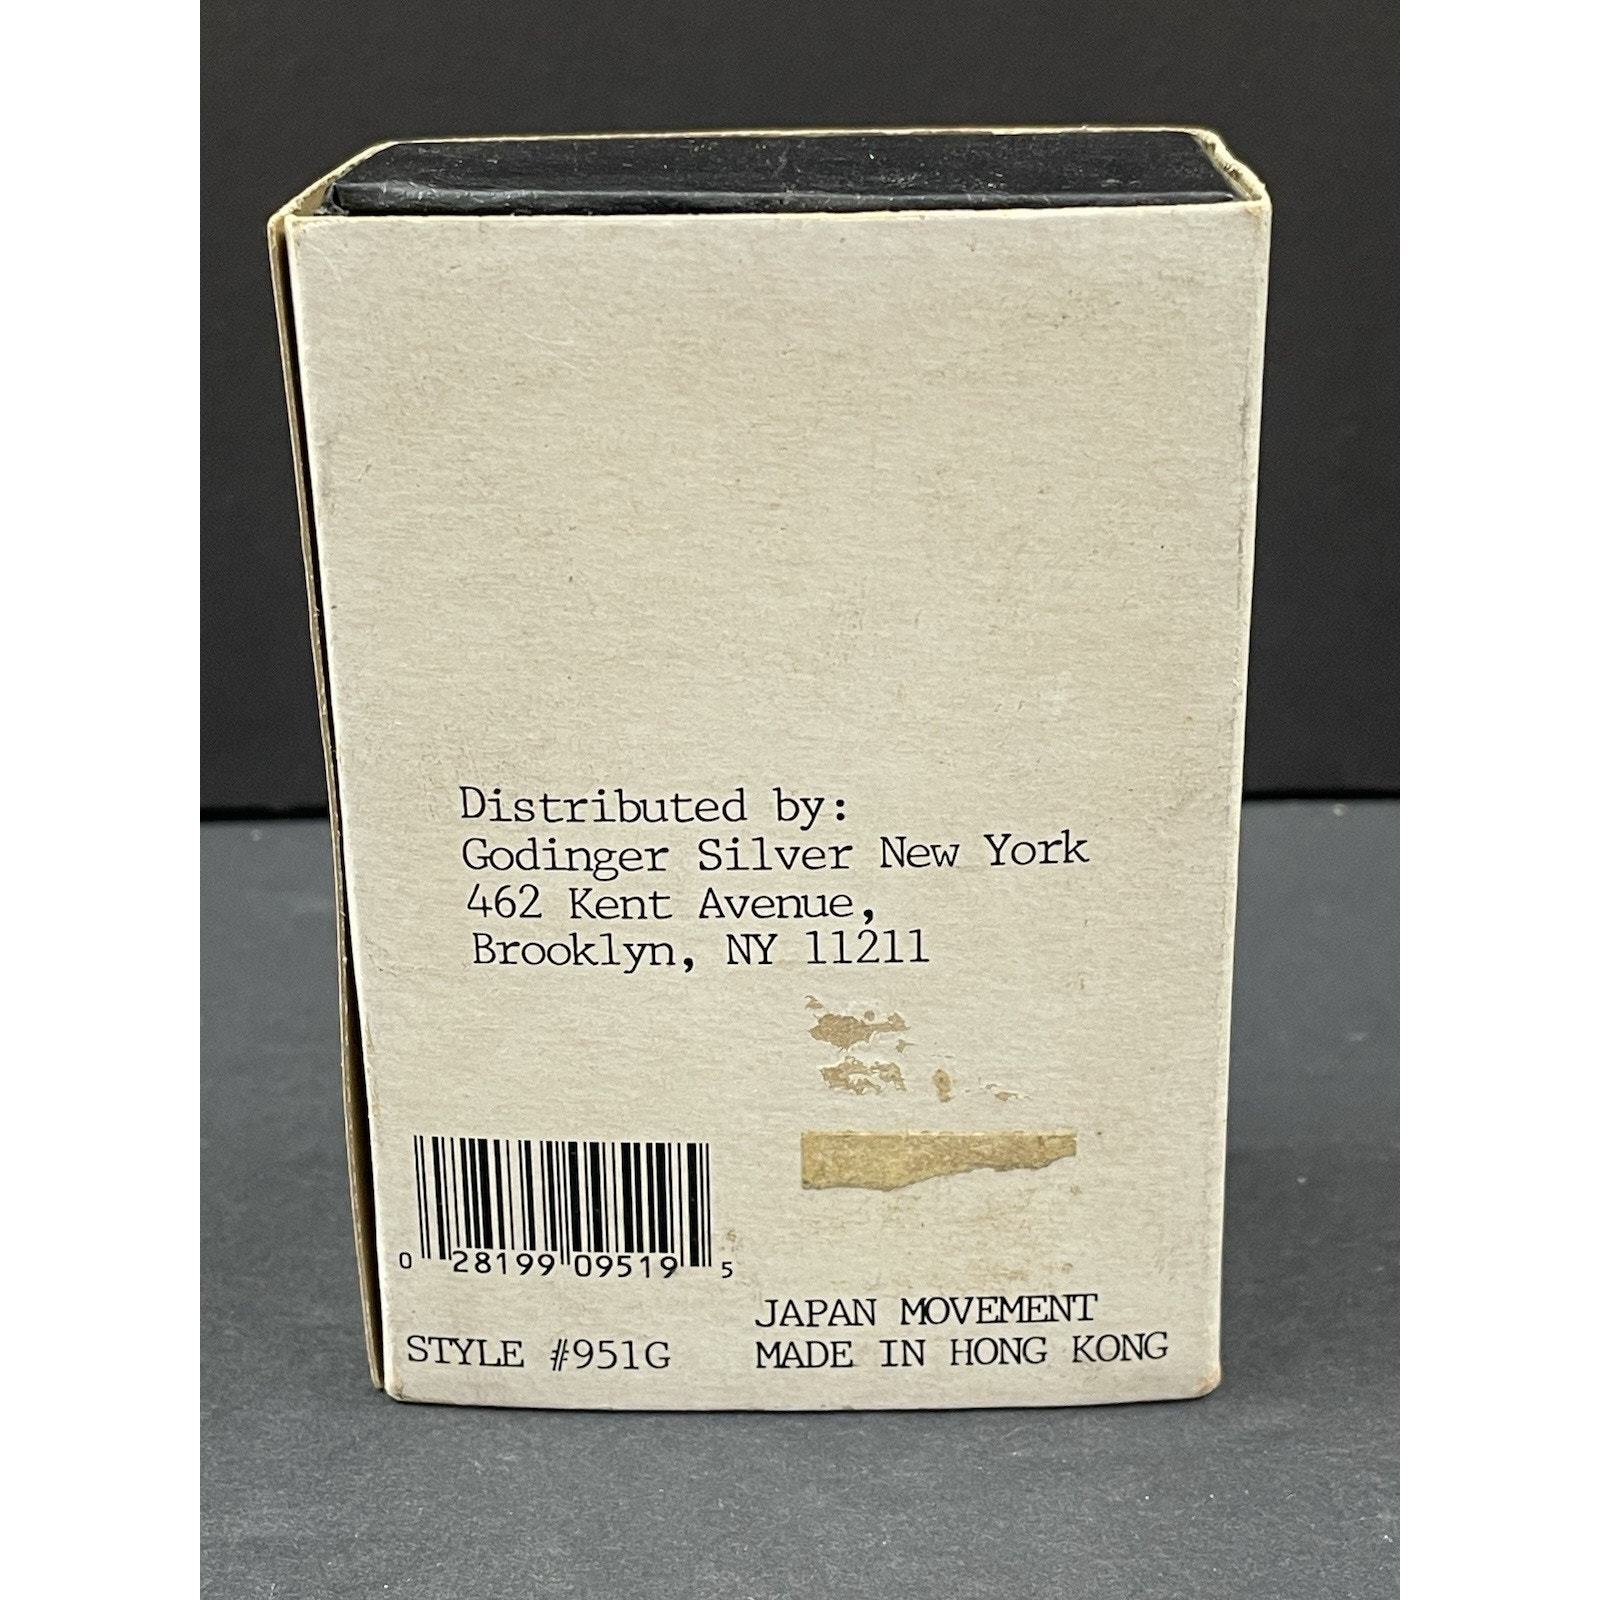 Distributed by:
Godinger Silver New York
462 Kent Avenue,
Brooklyn, NY 11211
0 28199 09519 5
STYLE #951G
JAPAN MOVEMENT
MADE IN HONG KONG